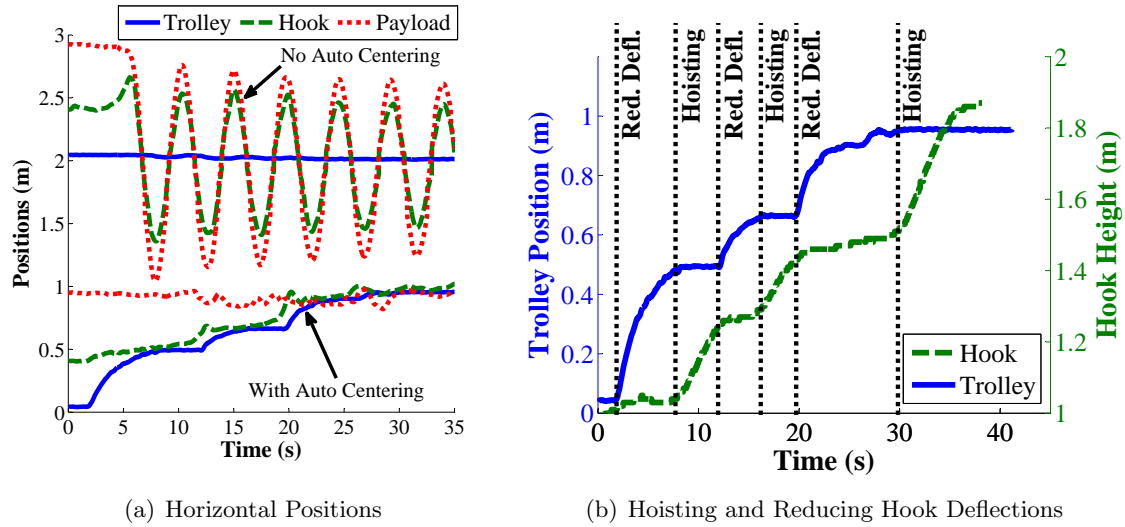 Trolley Hook Payload
No Auto Centering
With Auto Centering
3
2.5
2
1.5
1
0.5
0
Positions (m)
0 5 10 15 20 25 30 35
Time (s)
(a) Horizontal Positions
Red. Defl.
Hoisting
Red. Defl.
Hoisting
Red. Defl.
Hoisting
1
0.8
0.6
0.4
0.2
0
Trolley Position (m)
2
1.8
1.6
1.4
1.2
1
Hook Height (m)
Hook
Trolley
0 10 20 30 40
Time (s)
(b) Hoisting and Reducing Hook Deflections